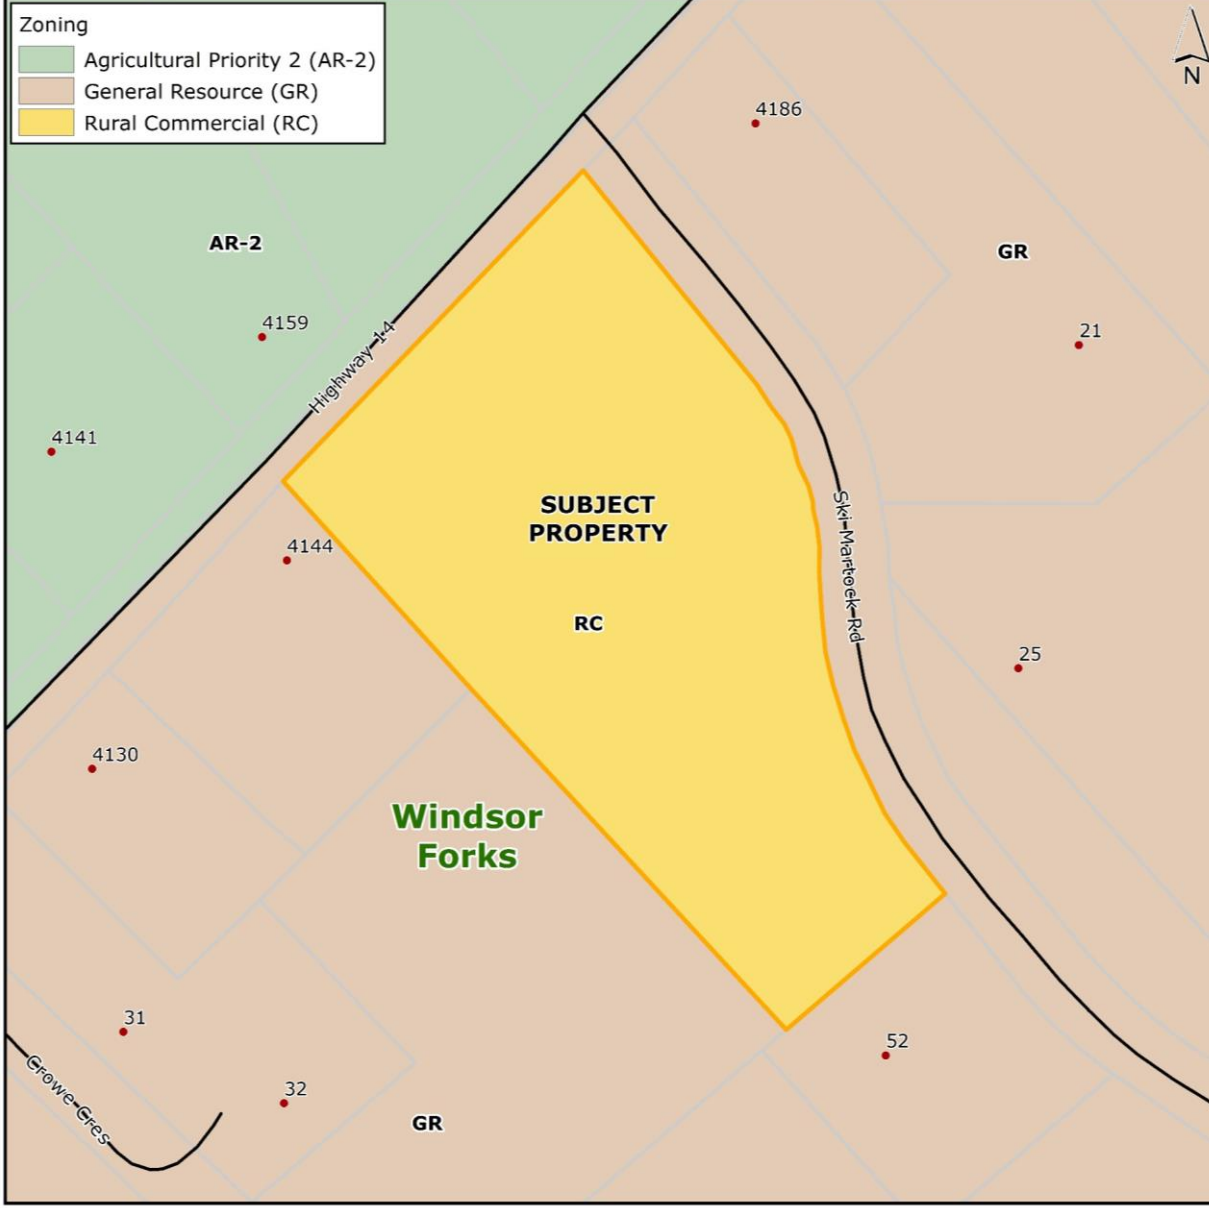 Zoning
Agricultural Priority 2 (AR-2)
General Resource (GR)
Rural Commercial (RC)
N
4186
AR-2
GR
4159
Highway 14
21
4141
SUBJECT
PROPERTY
4144
Ski Martock Rd
RC
25
4130
Windsor
Forks
31
52
Crowe Cres
32
GR